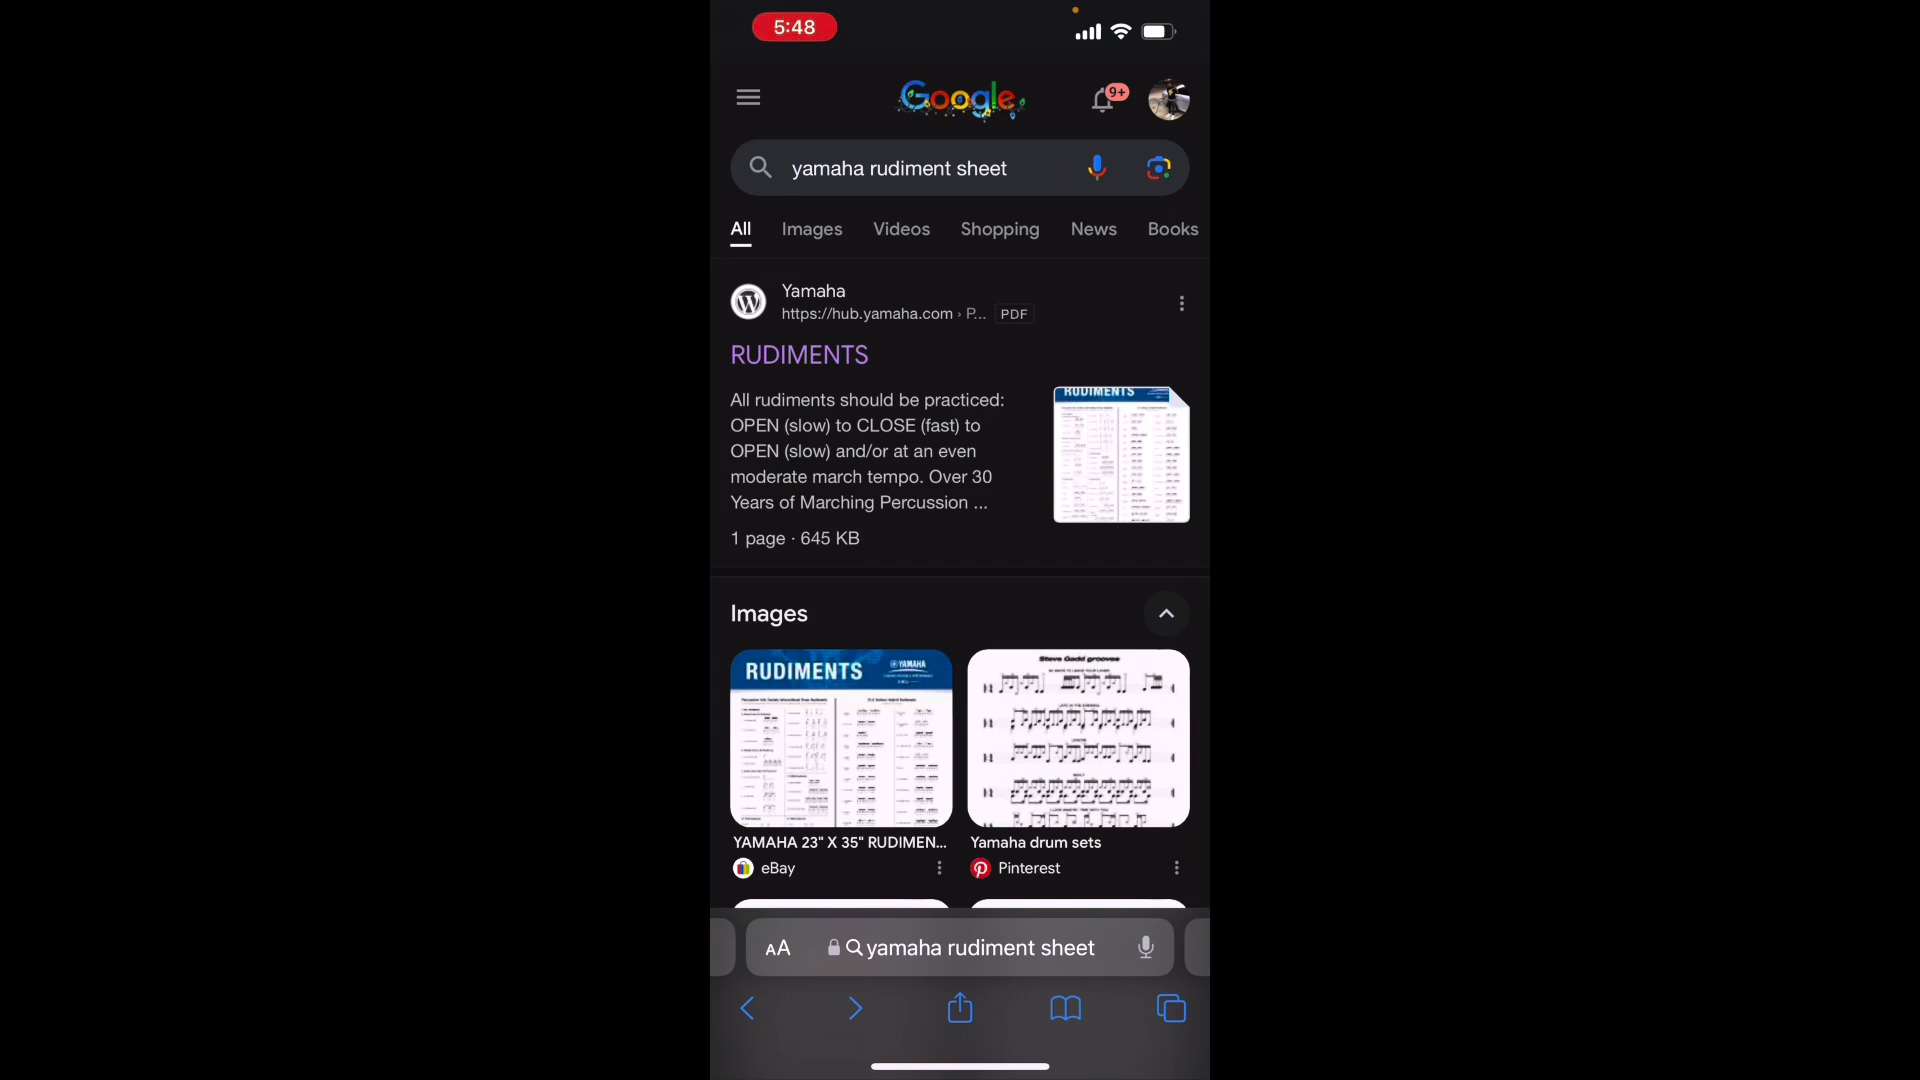 5:48
Google
9+
yamaha rudiment sheet
All Images Videos Shopping News Books
Yamaha
https://hub.yamaha.com › P... PDF
RUDIMENTS
All rudiments should be practiced:
OPEN (slow) to CLOSE (fast) to
OPEN (slow) and/or at an even
moderate march tempo. Over 30
Years of Marching Percussion ...
1 page · 645 KB
RUDIMENTS
Images
RUDIMENTS YAMAHA
Steve Gadd grooves
YAMAHA 23" X 35" RUDIMEN...
eBay
Yamaha drum sets
Pinterest
AA yamaha rudiment sheet